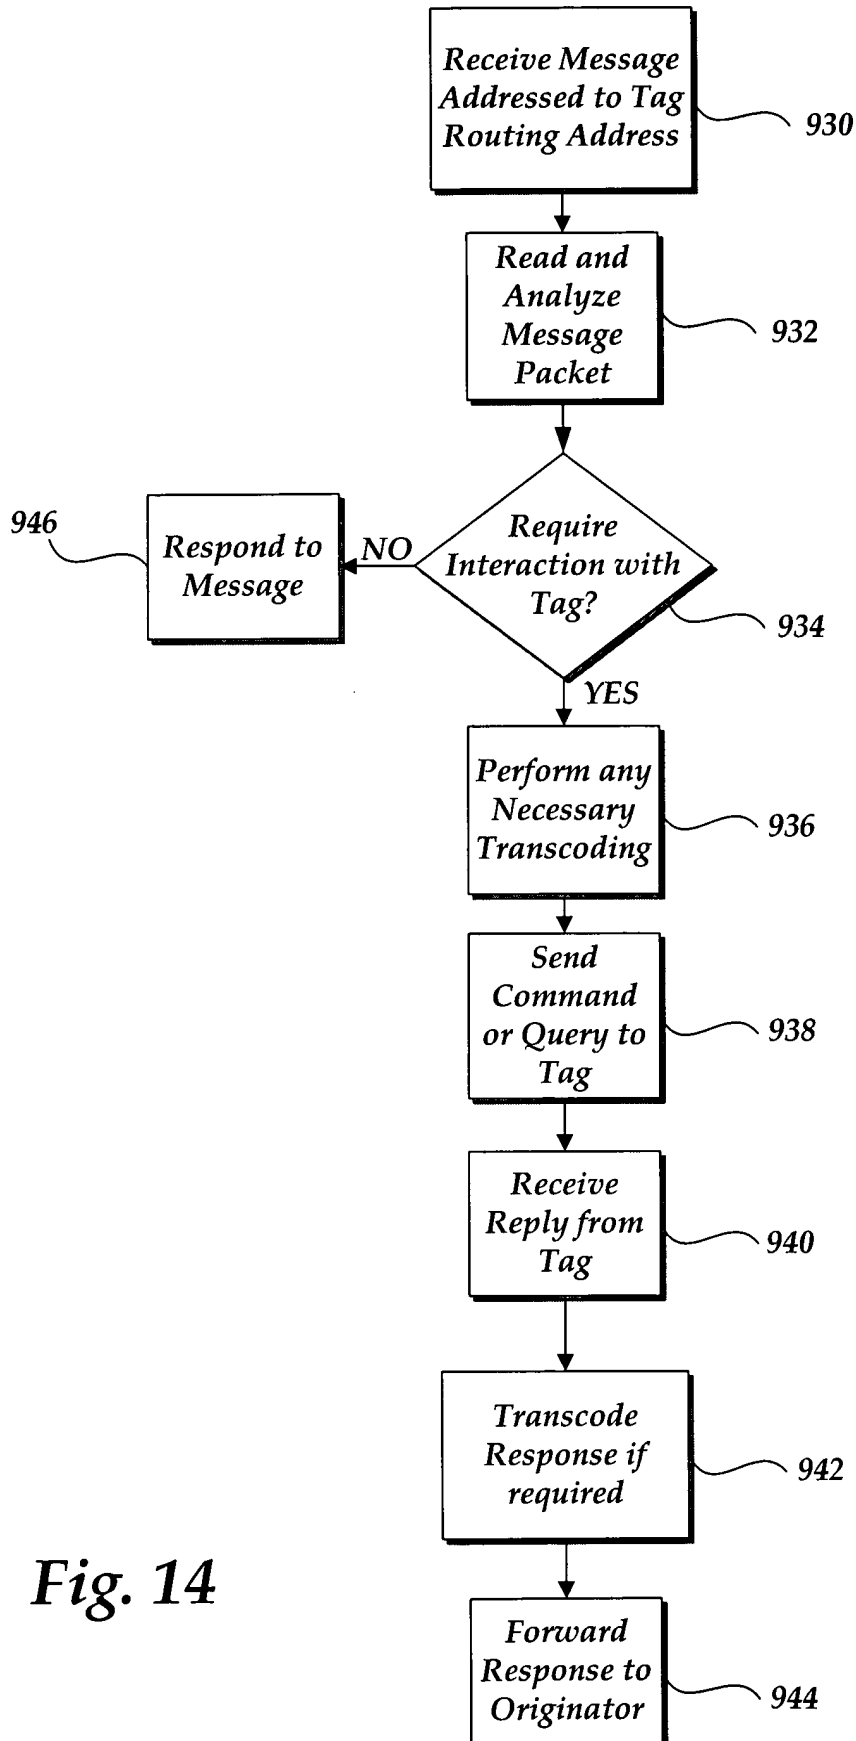 Receive Message
Addressed to Tag
Routing Address
930
Read and
Analyze
Message
Packet
932
946
Respond to
Message
NO
Require
Interaction with
Tag?
934
YES
Perform any
Necessary
Transcoding
936
Send
Command
or Query to
Tag
938
Receive
Reply from
Tag
940
Transcode
Response if
required
942
Fig. 14
Forward
Response to
Originator
944